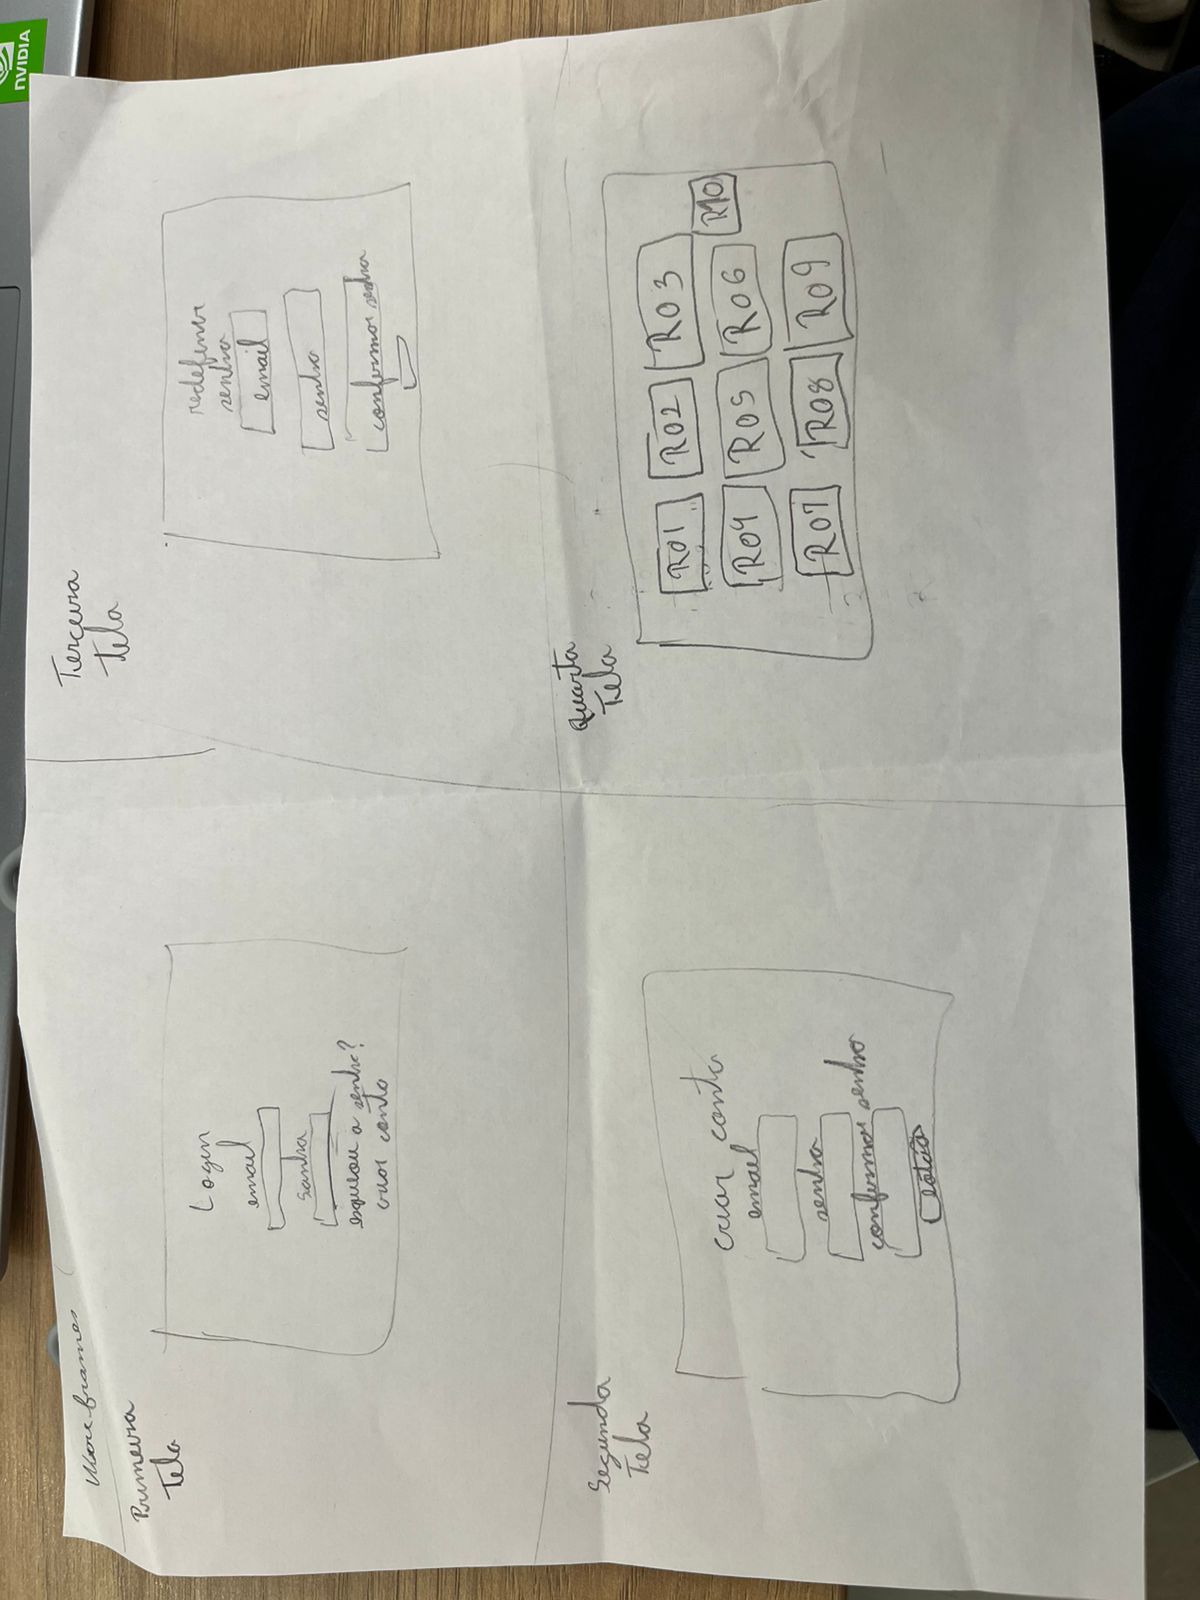 Wire frames
Primeira
Tela
Login
email
senha
esqueceu a senha?
criar conta
Terceira
tela
redefinir
senha
email
senha
confirmar senha
Segunda
Tela
criar conta
email
senha
confirmar senha
Quarta
Tela
R01 R02 R03
R04 R05 R06 R10
R07 R08 R09
NVIDIA